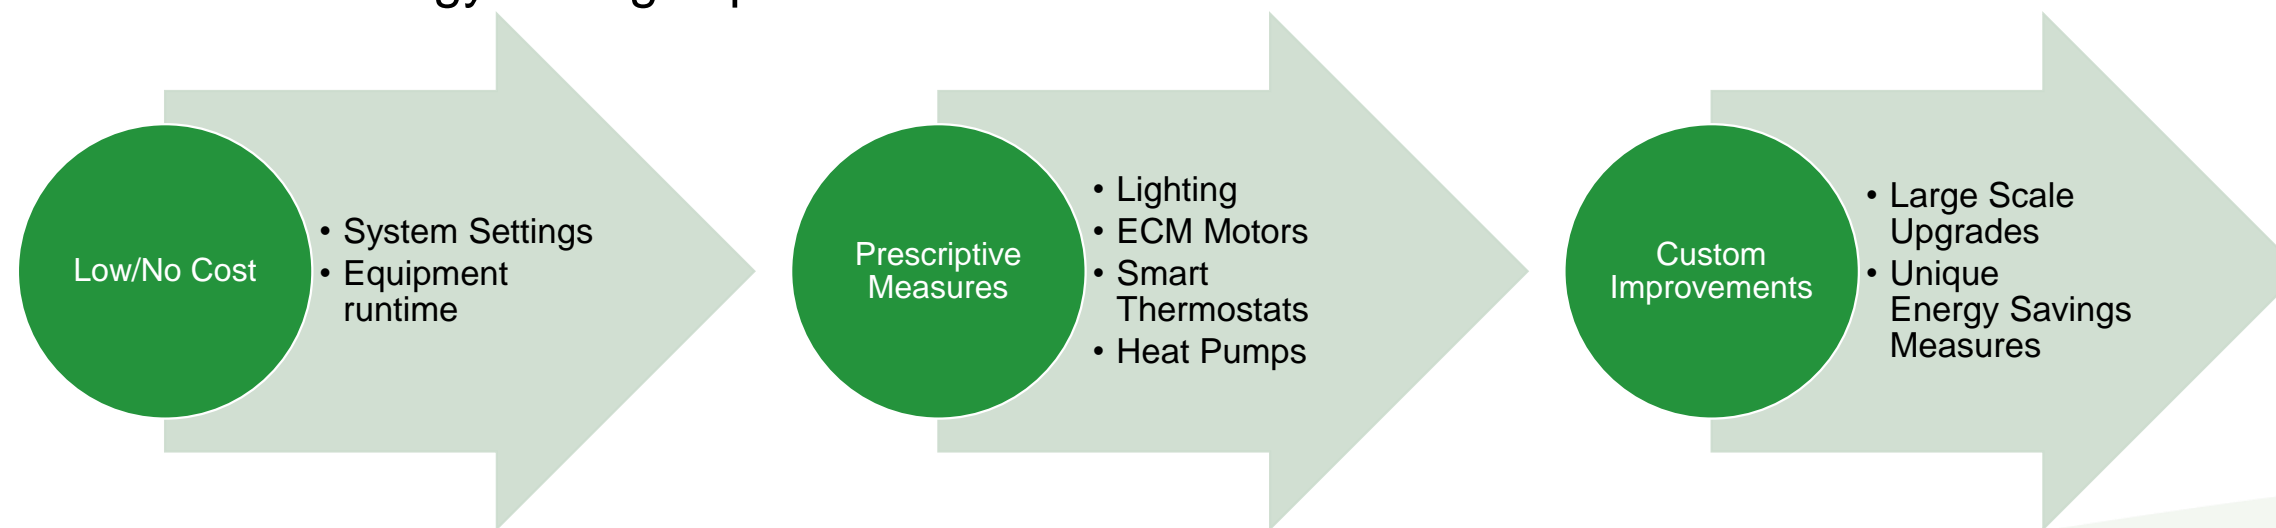 Low/No Cost
• System Settings
• Equipment
runtime
Prescriptive
Measures
• Lighting
• ECM Motors
• Smart
Thermostats
• Heat Pumps
Custom
Improvements
• Large Scale
Upgrades
• Unique
Energy Savings
Measures